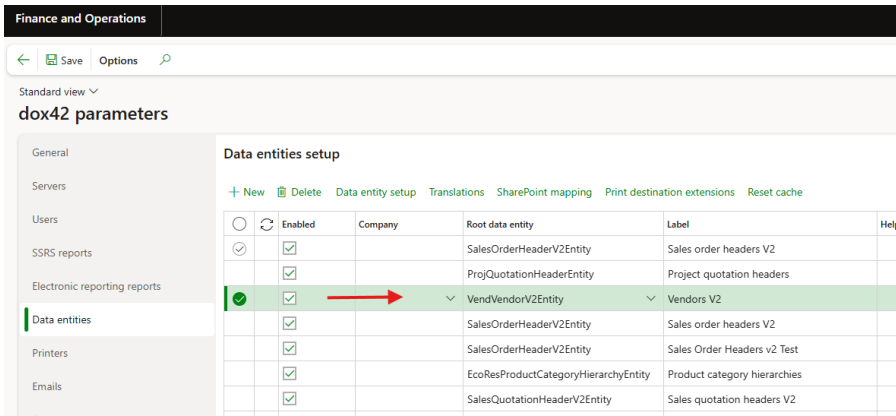 Finance and Operations
Save Options
Standard view
dox42 parameters
General
Servers
Users
SSRS reports
Electronic reporting reports
Data entities
Printers
Emails
Data entities setup
New Delete Data entity setup Translations SharePoint mapping Print destination extensions Reset cache
Enabled Company Root data entity Label Help
SalesOrderHeaderV2Entity Sales order headers V2
ProjQuotationHeaderEntity Project quotation headers
VendVendorV2Entity Vendors V2
SalesOrderHeaderV2Entity Sales order headers V2
SalesOrderHeaderV2Entity Sales Order Headers v2 Test
EcoResProductCategoryHierarchyEntity Product category hierarchies
SalesQuotationHeaderV2Entity Sales quotation headers V2